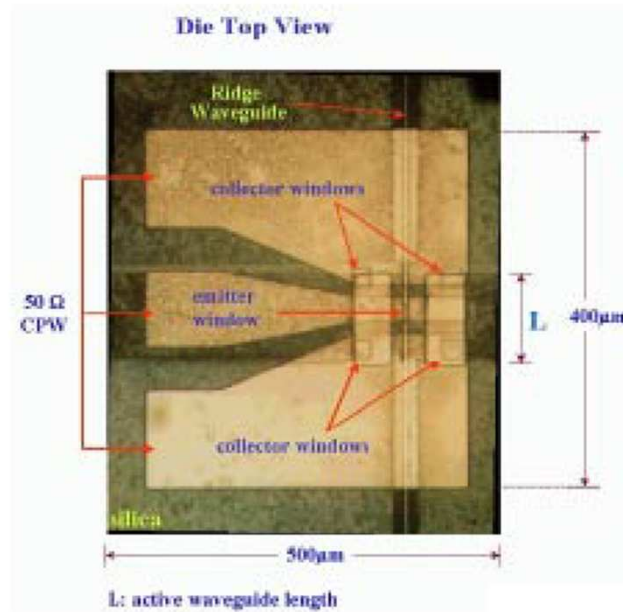 Die Top View
Ridge
Waveguide
collector windows
50 Ω
CPW
emitter
window
L
400µm
collector windows
silica
500µm
L: active waveguide length